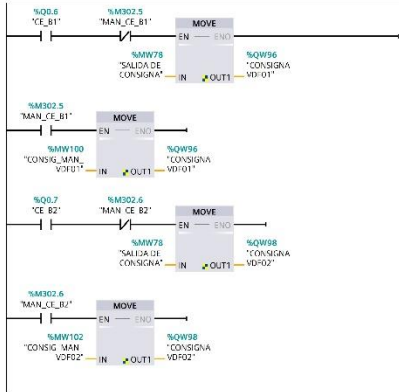 %Q0.6 %M302.5
"CE_B1" "MAN_CE_B1"
MOVE
EN ENO
%MW78 %QW96
"SALIDA DE "CONSIGNA
CONSIGNA" IN OUT1 VDF01"
%M302.5
"MAN_CE_B1"
MOVE
EN ENO
%MW100 %QW96
"CONSIG_MAN_ "CONSIGNA
VDF01" IN OUT1 VDF01"
%Q0.7 %M302.6
"CE_B2" "MAN_CE_B2"
MOVE
EN ENO
%MW78 %QW98
"SALIDA DE "CONSIGNA
CONSIGNA" IN OUT1 VDF02"
%M302.6
"MAN_CE_B2"
MOVE
EN ENO
%MW102 %QW98
"CONSIG_MAN_ "CONSIGNA
VDF02" IN OUT1 VDF02"